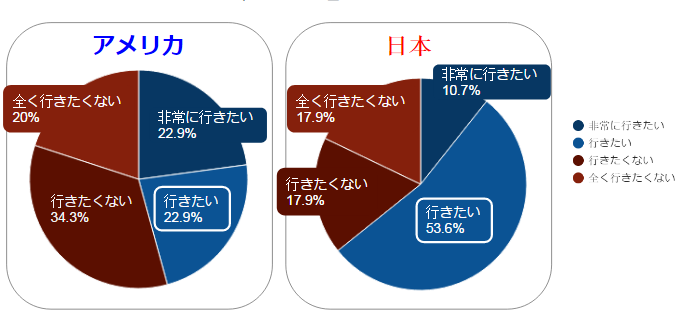 アメリカ
非常に行きたい
22.9%
行きたい
22.9%
行きたくない
34.3%
全く行きたくない
20%
日本
非常に行きたい
10.7%
行きたい
53.6%
行きたくない
17.9%
全く行きたくない
17.9%
非常に行きたい
行きたい
行きたくない
全く行きたくない